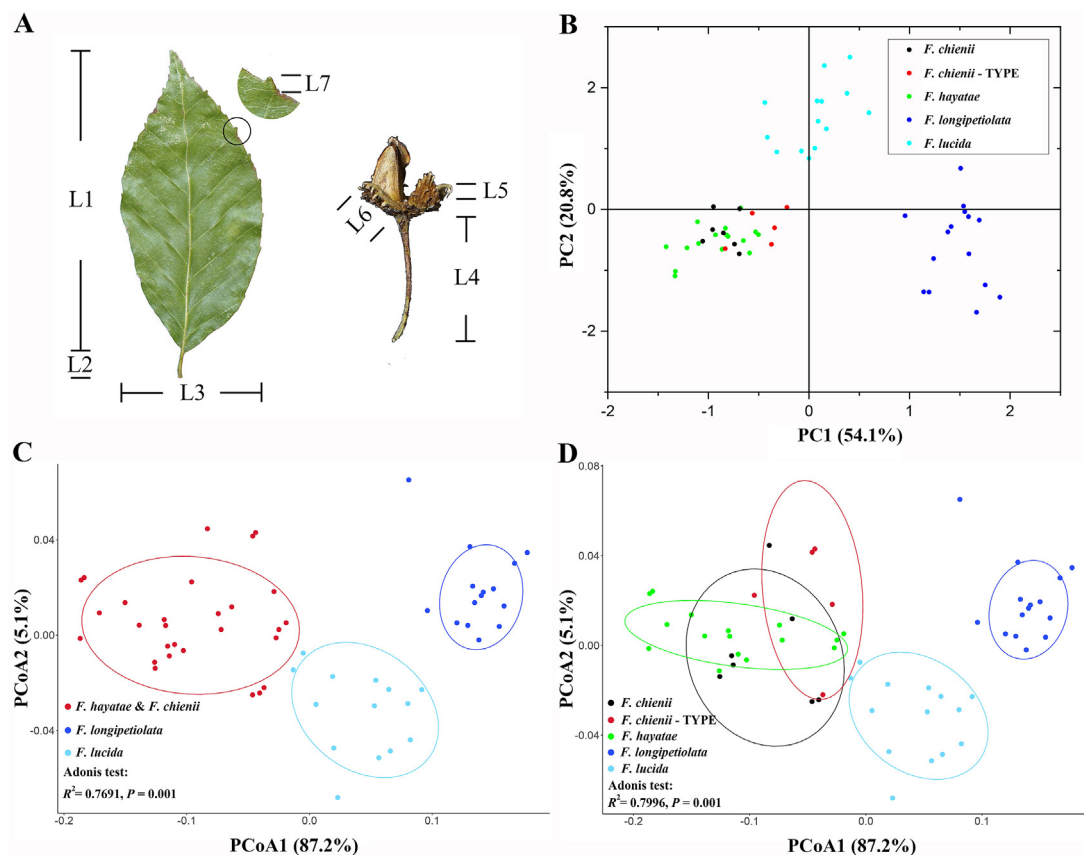 A
L1
L2
L3
L7
L6
L5
L4
B
F. chienii
F. chienii - TYPE
F. hayatae
F. longipetiolata
F. lucida
2
0
-2
PC2 (20.8%)
-2
-1
0
1
2
PC1 (54.1%)
C
0.04
0.00
-0.04
PCoA2 (5.1%)
F. hayatae & F. chienii
F. longipetiolata
F. lucida
Adonis test:
R²= 0.7691, P = 0.001
-0.2
-0.1
0.0
0.1
PCoA1 (87.2%)
D
0.08
0.04
0.00
-0.04
PCoA2 (5.1%)
F. chienii
F. chienii - TYPE
F. hayatae
F. longipetiolata
F. lucida
Adonis test:
R²= 0.7996, P = 0.001
-0.2
-0.1
0.0
0.1
PCoA1 (87.2%)